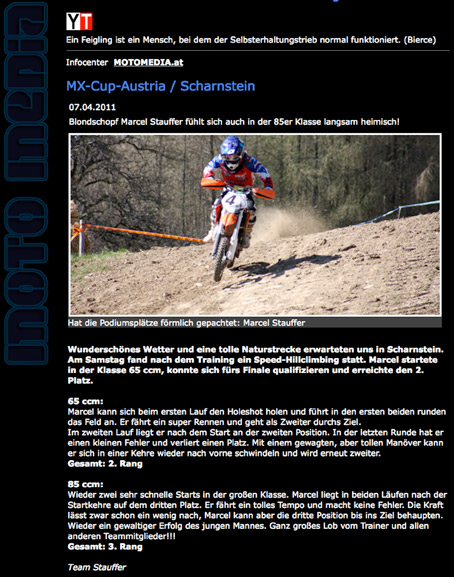 MOTO MEDIA
YT
Ein Feigling ist ein Mensch, bei dem der Selbsterhaltungstrieb normal funktioniert. (Bierce)
Infocenter MOTOMEDIA.at
MX-Cup-Austria / Scharnstein
07.04.2011
Blondschopf Marcel Stauffer fühlt sich auch in der 85er Klasse langsam heimisch!
4
Hat die Podiumsplätze förmlich gepachtet: Marcel Stauffer
Wunderschönes Wetter und eine tolle Naturstrecke erwarteten uns in Scharnstein.
Am Samstag fand nach dem Training ein Speed-Hillclimbing statt. Marcel startete
in der Klasse 65 ccm, konnte sich fürs Finale qualifizieren und erreichte den 2.
Platz.
65 ccm:
Marcel kann sich beim ersten Lauf den Holeshot holen und führt in den ersten beiden runden
das Feld an. Er fährt ein super Rennen und geht als Zweiter durchs Ziel.
Im zweiten Lauf liegt er nach dem Start an der zweiten Position. In der letzten Runde hat er
einen kleinen Fehler und verliert einen Platz. Mit einem gewagten, aber tollen Manöver kann
er sich in einer Kehre wieder nach vorne schwindeln und wird erneut zweiter.
Gesamt: 2. Rang
85 ccm:
Wieder zwei sehr schnelle Starts in der großen Klasse. Marcel liegt in beiden Läufen nach der
Startkehre auf dem dritten Platz. Er fährt ein tolles Tempo und macht keine Fehler. Die Kraft
lässt zwar schon ein wenig nach, Marcel kann aber die dritte Position bis ins Ziel behaupten.
Wieder ein gewaltiger Erfolg des jungen Mannes. Ganz großes Lob vom Trainer und allen
anderen Teammitglieder!!!
Gesamt: 3. Rang
Team Stauffer